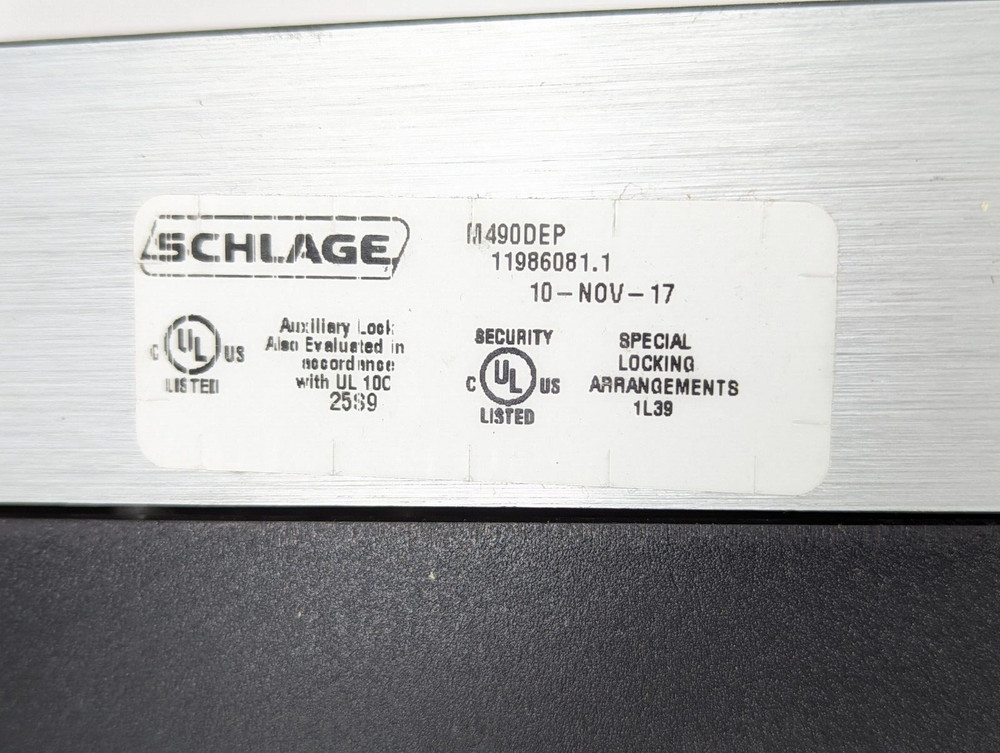 SCHLAGE
M490DEP
11986081.1
10-NOV-17
C UL US
LISTED
Auxiliary Lock
Also Evaluated in
accordance
with UL 10C
25S9
SECURITY
C UL US
LISTED
SPECIAL
LOCKING
ARRANGEMENTS
1L39